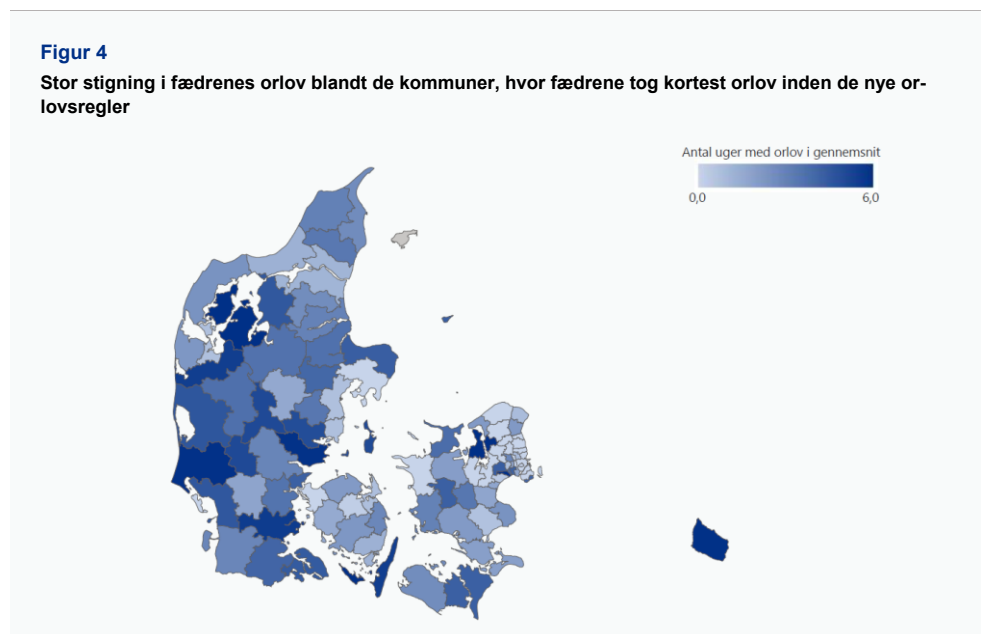 Figur 4
Stor stigning i fædrenes orlov blandt de kommuner, hvor fædrene tog kortest orlov inden de nye or-
lovsregler
Antal uger med orlov i gennemsnit
0,0 6,0